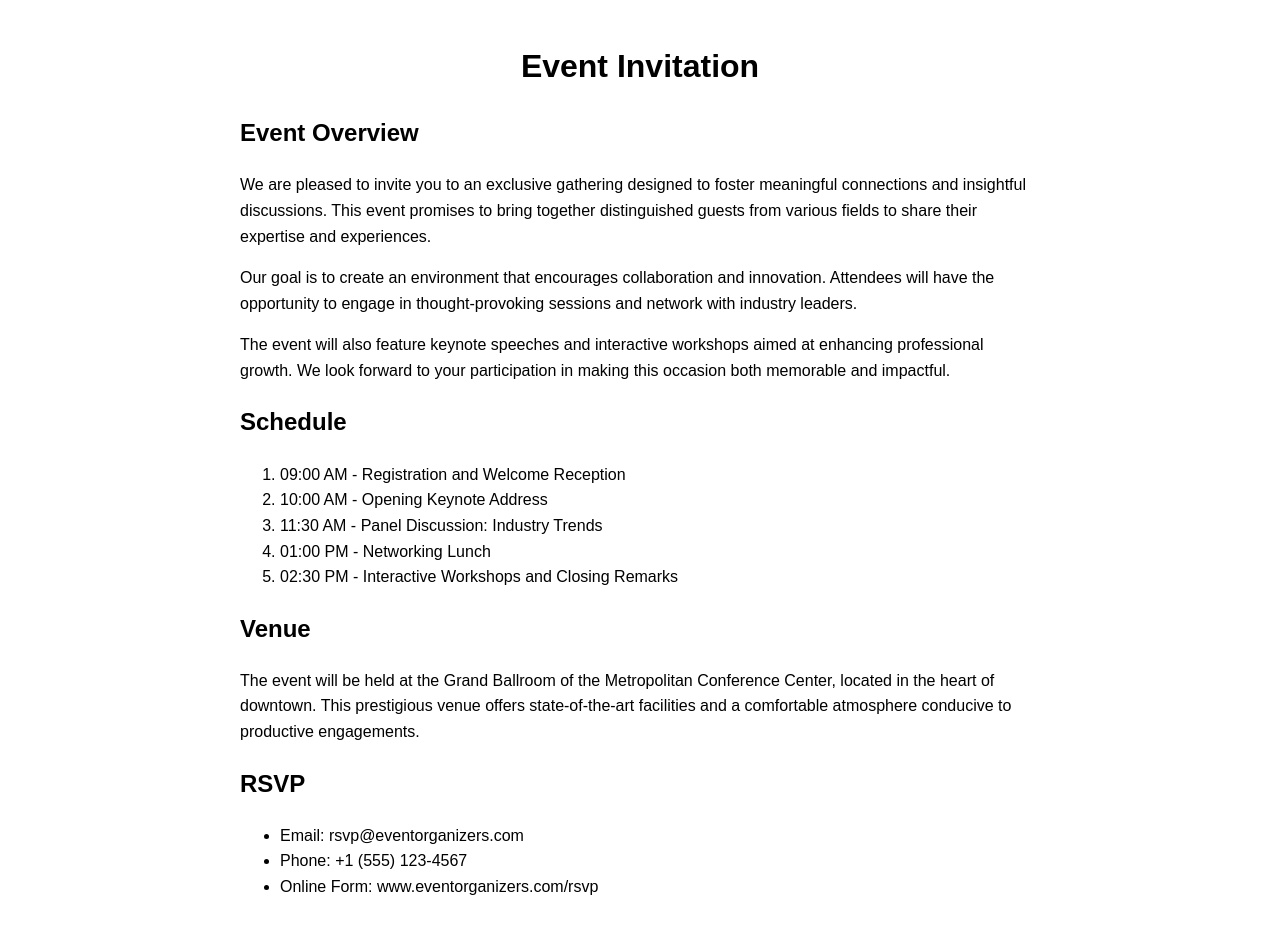 Event Invitation
Event Overview
We are pleased to invite you to an exclusive gathering designed to foster meaningful connections and insightful
discussions. This event promises to bring together distinguished guests from various fields to share their
expertise and experiences.
Our goal is to create an environment that encourages collaboration and innovation. Attendees will have the
opportunity to engage in thought-provoking sessions and network with industry leaders.
The event will also feature keynote speeches and interactive workshops aimed at enhancing professional
growth. We look forward to your participation in making this occasion both memorable and impactful.
Schedule
1. 09:00 AM - Registration and Welcome Reception
2. 10:00 AM - Opening Keynote Address
3. 11:30 AM - Panel Discussion: Industry Trends
4. 01:00 PM - Networking Lunch
5. 02:30 PM - Interactive Workshops and Closing Remarks
Venue
The event will be held at the Grand Ballroom of the Metropolitan Conference Center, located in the heart of
downtown. This prestigious venue offers state-of-the-art facilities and a comfortable atmosphere conducive to
productive engagements.
RSVP
• Email: rsvp@eventorganizers.com
• Phone: +1 (555) 123-4567
• Online Form: www.eventorganizers.com/rsvp